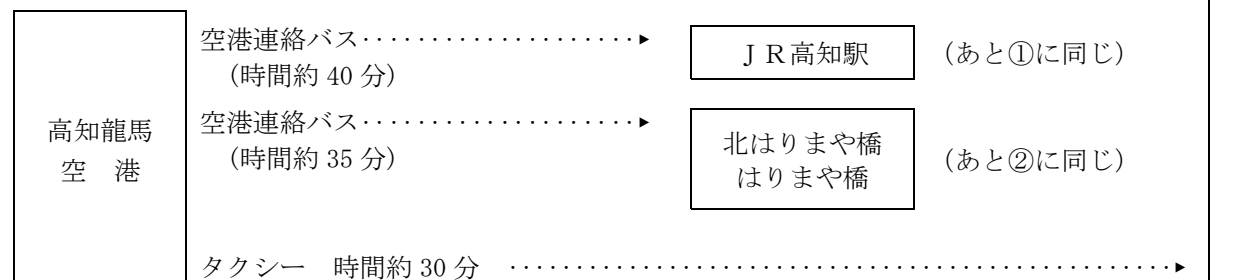 高知龍馬
空　港
空港連絡バス····················▶
（時間約 40 分）
ＪＲ高知駅
（あと①に同じ）
空港連絡バス····················▶
（時間約 35 分）
北はりまや橋
はりまや橋
（あと②に同じ）
タクシー　時間約 30 分　··················································▶